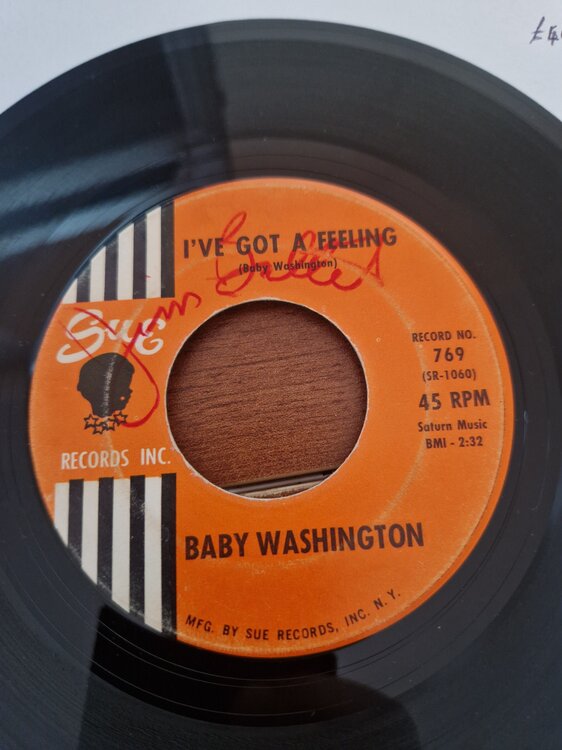 I'VE GOT A FEELING
(Baby Washington)
Sue
RECORDS INC.
RECORD NO.
769
(SR-1060)
45 RPM
Saturn Music
BMI - 2:32
BABY WASHINGTON
MFG. BY SUE RECORDS, INC. N.Y.